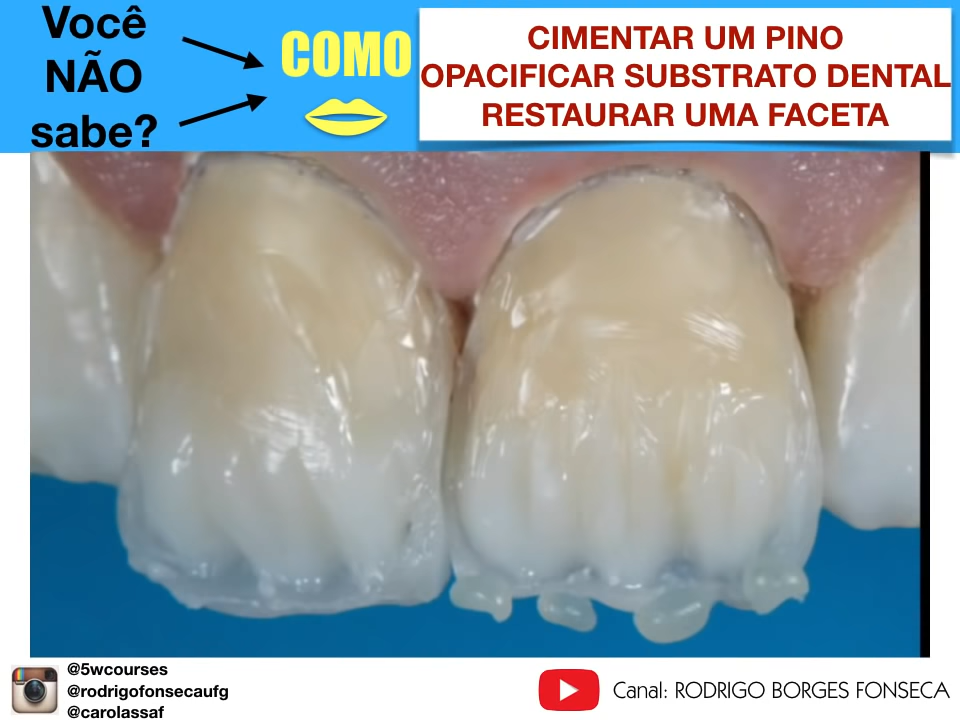 Você
NÃO
sabe?
COMO
CIMENTAR UM PINO
OPACIFICAR SUBSTRATO DENTAL
RESTAURAR UMA FACETA
@5wcourses
@rodrigofonsecaufg
@carolassaf
Canal: RODRIGO BORGES FONSECA